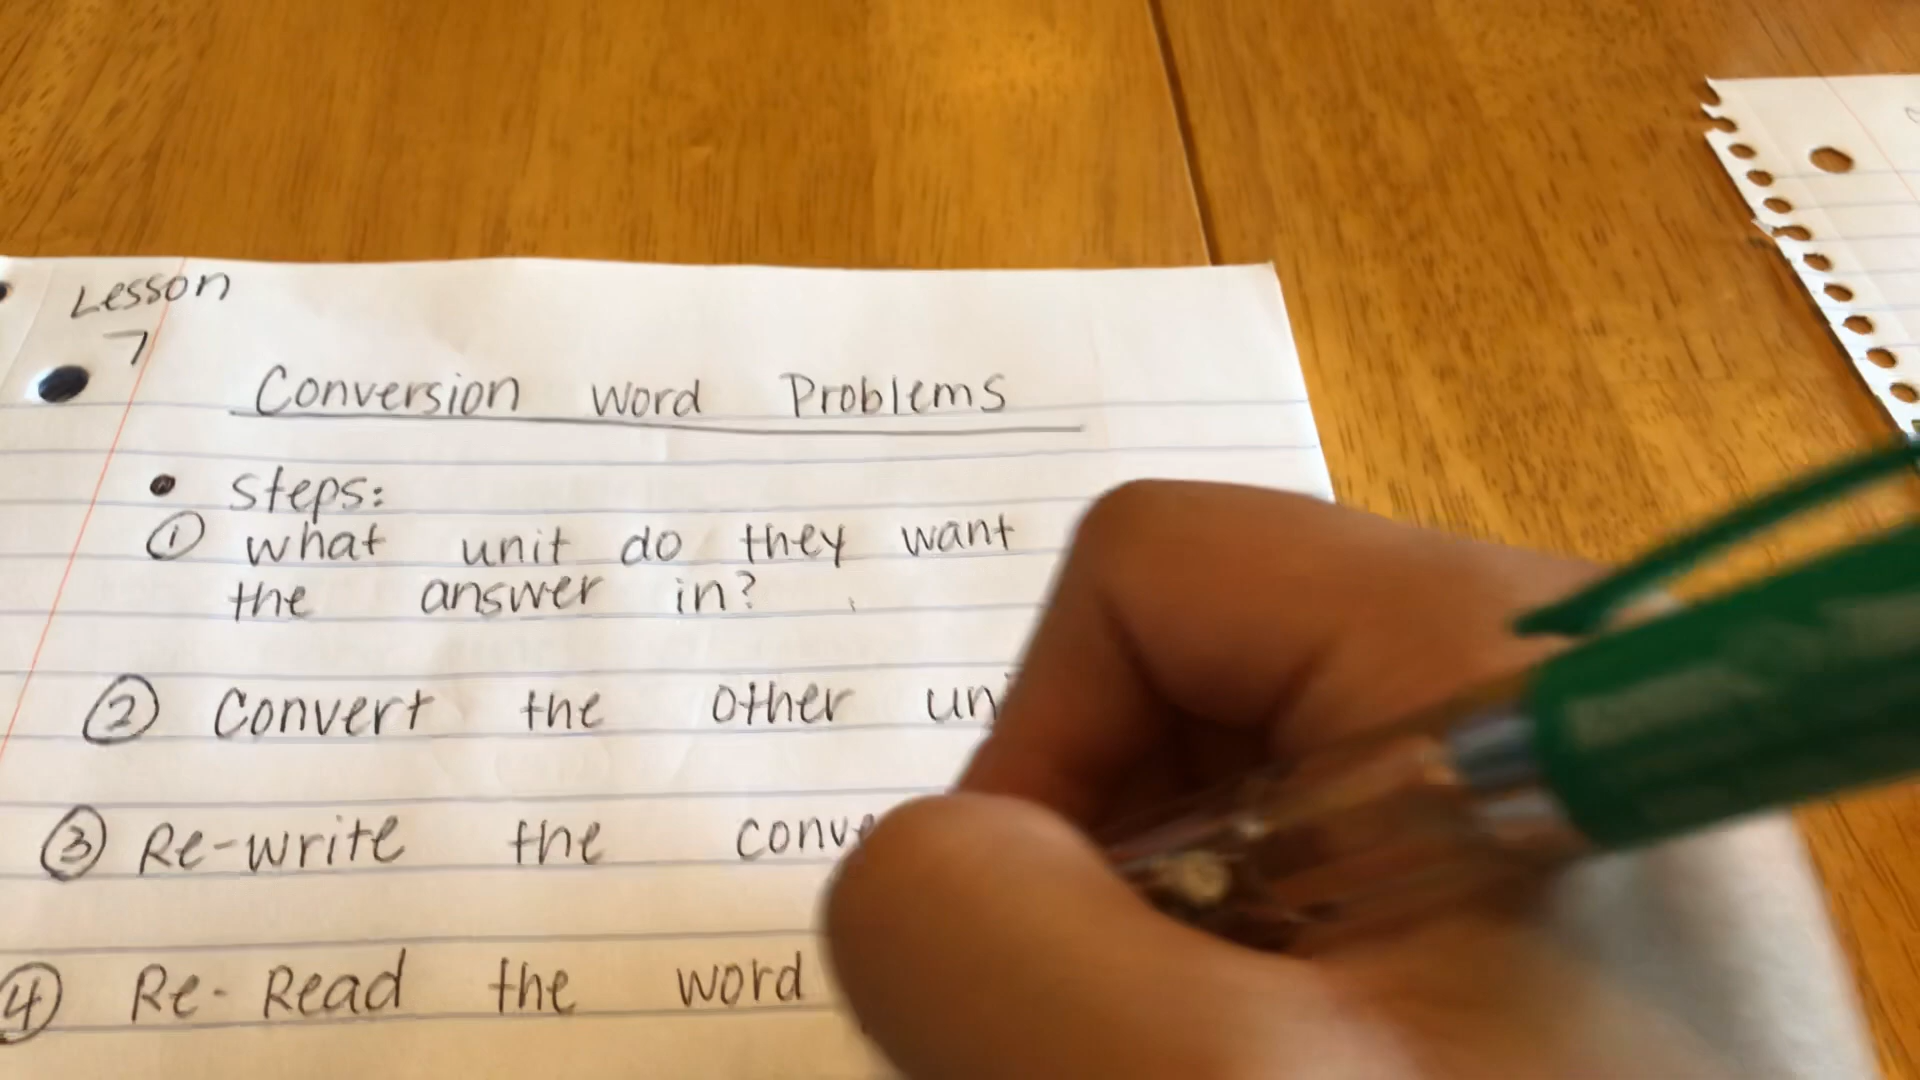 Lesson
7
Conversion word Problems
• Steps:
① what unit do they want
the answer in?
② Convert the other
③ Re-write the
④ Re-Read the word